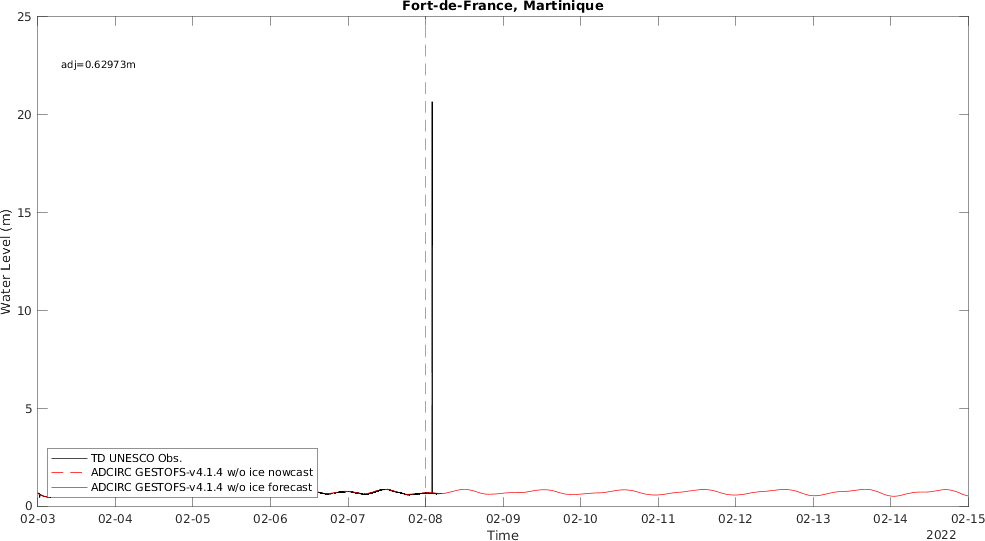 Fort-de-France, Martinique
25
adj=0.62973m
20
15
Water Level (m)
10
5
TD UNESCO Obs.
ADCIRC GESTOFS-v4.1.4 w/o ice nowcast
ADCIRC GESTOFS-v4.1.4 w/o ice forecast
0
02-03 02-04 02-05 02-06 02-07 02-08 02-09 02-10 02-11 02-12 02-13 02-14 02-15
Time
2022